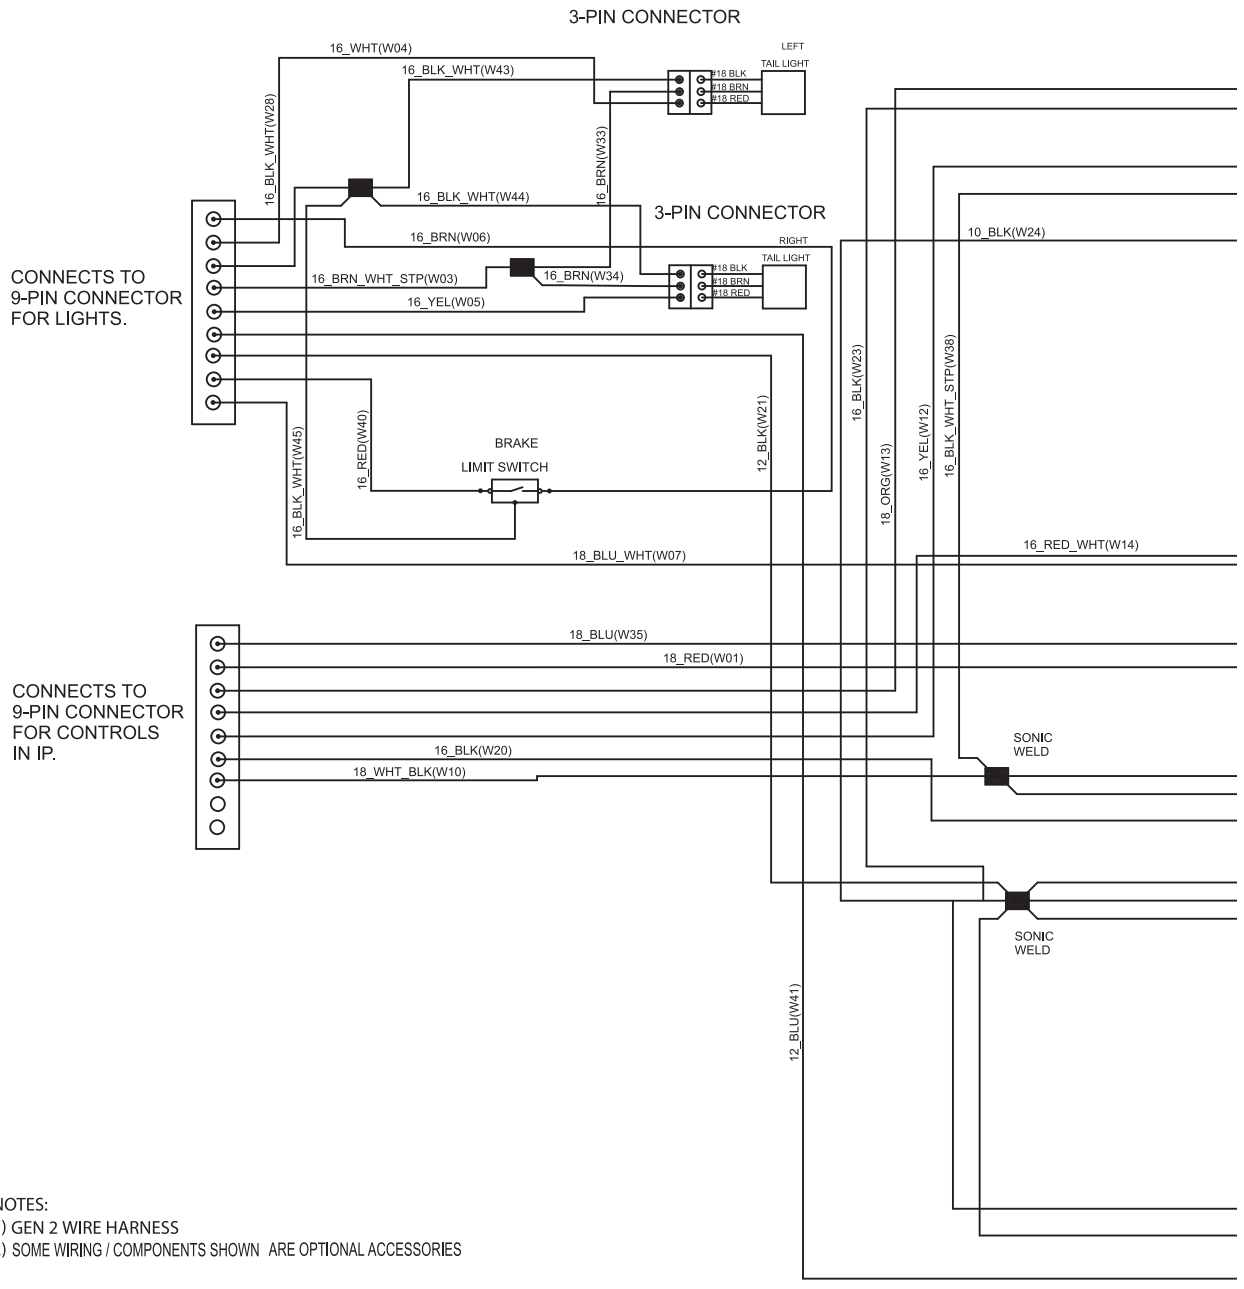 3-PIN CONNECTOR
16_WHT(W04)
LEFT
TAIL LIGHT
16_BLK_WHT(W43)
#18 BLK
#18 BRN
#18 RED
16_BLK_WHT(W28)
16_BRN(W33)
16_BLK_WHT(W44)
3-PIN CONNECTOR
16_BRN(W06)
RIGHT
TAIL LIGHT
10_BLK(W24)
CONNECTS TO
9-PIN CONNECTOR
FOR LIGHTS.
16_BRN_WHT_STP(W03)
16_BRN(W34)
#18 BLK
#18 BRN
#18 RED
16_YEL(W05)
16_BLK(W23)
16_BLK_WHT_STP(W38)
12_BLK(W21)
16_YEL(W12)
18_ORG(W13)
16_RED(W40)
16_BLK_WHT(W45)
BRAKE
LIMIT SWITCH
16_RED_WHT(W14)
18_BLU_WHT(W07)
18_BLU(W35)
18_RED(W01)
CONNECTS TO
9-PIN CONNECTOR
FOR CONTROLS
IN IP.
16_BLK(W20)
18_WHT_BLK(W10)
SONIC
WELD
SONIC
WELD
12_BLU(W41)
NOTES:
) GEN 2 WIRE HARNESS
) SOME WIRING / COMPONENTS SHOWN ARE OPTIONAL ACCESSORIES